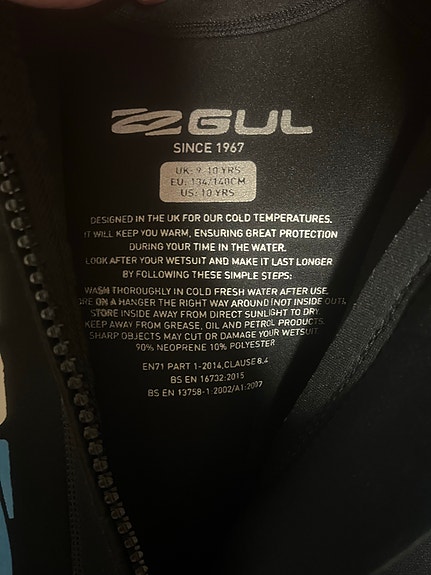 GUL
SINCE 1967
UK: 9-10 YRS
EU: 134/140CM
US: 10 YRS
DESIGNED IN THE UK FOR OUR COLD TEMPERATURES.
IT WILL KEEP YOU WARM, ENSURING GREAT PROTECTION
DURING YOUR TIME IN THE WATER.
LOOK AFTER YOUR WETSUIT AND MAKE IT LAST LONGER
BY FOLLOWING THESE SIMPLE STEPS:
WASH THOROUGHLY IN COLD FRESH WATER AFTER USE.
ON A HANGER THE RIGHT WAY AROUND (NOT INSIDE OUT).
STORE INSIDE AWAY FROM DIRECT SUNLIGHT TO DRY.
KEEP AWAY FROM GREASE, OIL AND PETROL PRODUCTS.
SHARP OBJECTS MAY CUT OR DAMAGE YOUR WETSUIT.
90% NEOPRENE 10% POLYESTER
EN71 PART 1-2014,CLAUSE 8.4
BS EN 16732:2015
BS EN 13758-1:2002/A1:2007